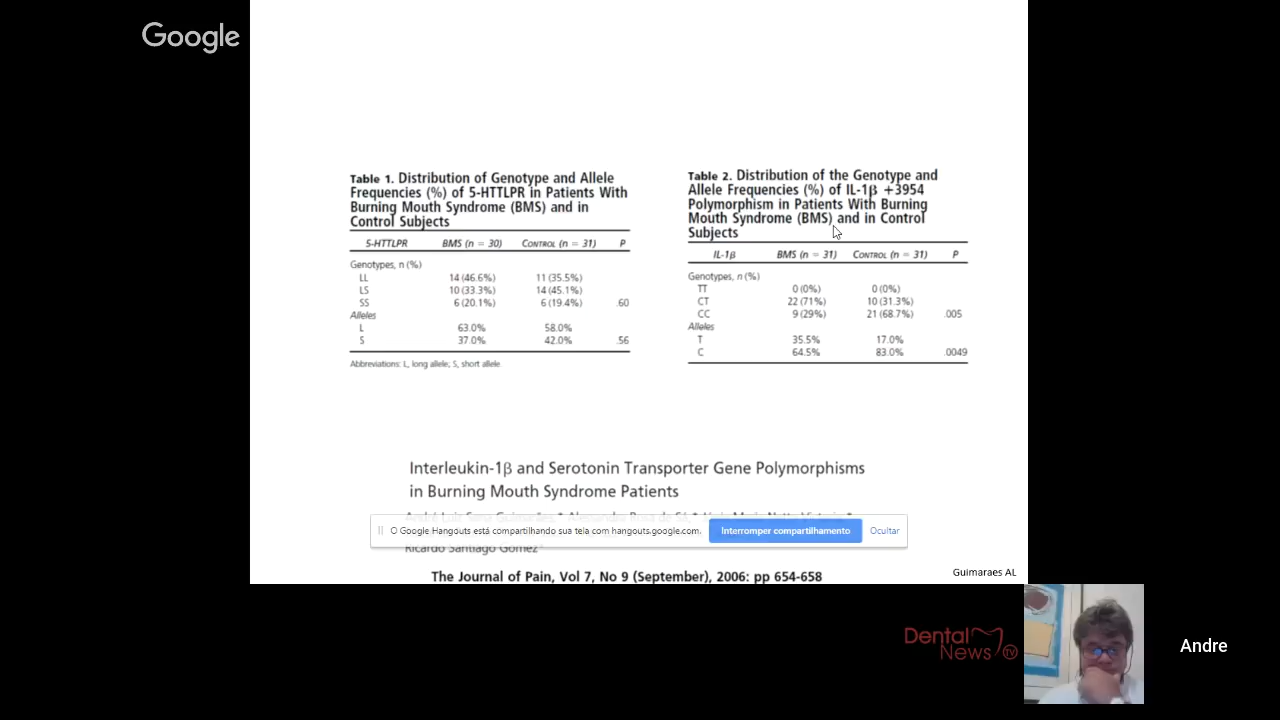 Google
Table 1. Distribution of Genotype and Allele
Frequencies (%) of 5-HTTLPR in Patients With
Burning Mouth Syndrome (BMS) and in
Control Subjects
5-HTTLPR BMS (n = 30) CONTROL (n = 31) P
Genotypes, n (%)
LL 14 (46.6%) 11 (35.5%)
LS 10 (33.3%) 14 (45.1%)
SS 6 (20.1%) 6 (19.4%) .60
Alleles
L 63.0% 58.0%
S 37.0% 42.0% .56
Abbreviations: L, long allele; S, short allele.
Table 2. Distribution of the Genotype and
Allele Frequencies (%) of IL-1β +3954
Polymorphism in Patients With Burning
Mouth Syndrome (BMS) and in Control
Subjects
IL-1β BMS (n = 31) CONTROL (n = 31) P
Genotypes, n (%)
TT 0 (0%) 0 (0%)
CT 22 (71%) 10 (31.3%)
CC 9 (29%) 21 (68.7%) .005
Alleles
T 35.5% 17.0%
C 64.5% 83.0% .0049
Interleukin-1β and Serotonin Transporter Gene Polymorphisms
in Burning Mouth Syndrome Patients
O Google Hangouts está compartilhando sua tela com hangouts.google.com. Interromper compartilhamento Ocultar
Ricardo Santiago Gomez
The Journal of Pain, Vol 7, No 9 (September), 2006: pp 654-658
Guimaraes AL
Dental
News TV
Andre